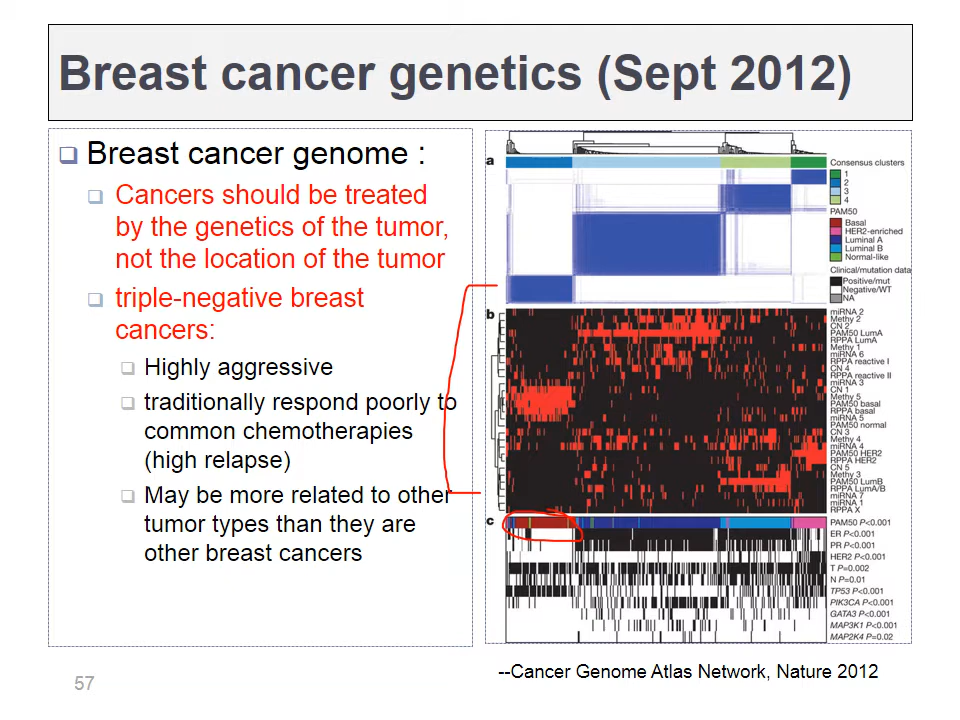 Breast cancer genetics (Sept 2012)
Breast cancer genome :
Cancers should be treated
by the genetics of the tumor,
not the location of the tumor
triple-negative breast
cancers:
Highly aggressive
traditionally respond poorly to
common chemotherapies
(high relapse)
May be more related to other
tumor types than they are
other breast cancers
57
a
Consensus clusters
1
2
3
4
PAM50
Basal
HER2-enriched
Luminal A
Luminal B
Normal-like
Clinical/mutation data
Positive/mut
Negative/WT
NA
b
miRNA 2
Methy 2
CN 2
PAM50 LumA
RPPA LumA
Methy 1
miRNA 6
RPPA reactive I
CN 4
RPPA reactive II
miRNA 3
CN 1
Methy 5
PAM50 basal
RPPA basal
miRNA 5
PAM50 normal
CN 3
Methy 4
miRNA 4
PAM50 HER2
RPPA HER2
CN 5
Methy 3
PAM50 LumB
RPPA LumA/B
miRNA 7
miRNA 1
RPPA X
c
PAM50 P<0.001
ER P<0.001
PR P<0.001
HER2 P<0.001
T P=0.002
N P=0.01
TP53 P<0.001
PIK3CA P<0.001
GATA3 P<0.001
MAP3K1 P<0.001
MAP2K4 P=0.02
--Cancer Genome Atlas Network, Nature 2012